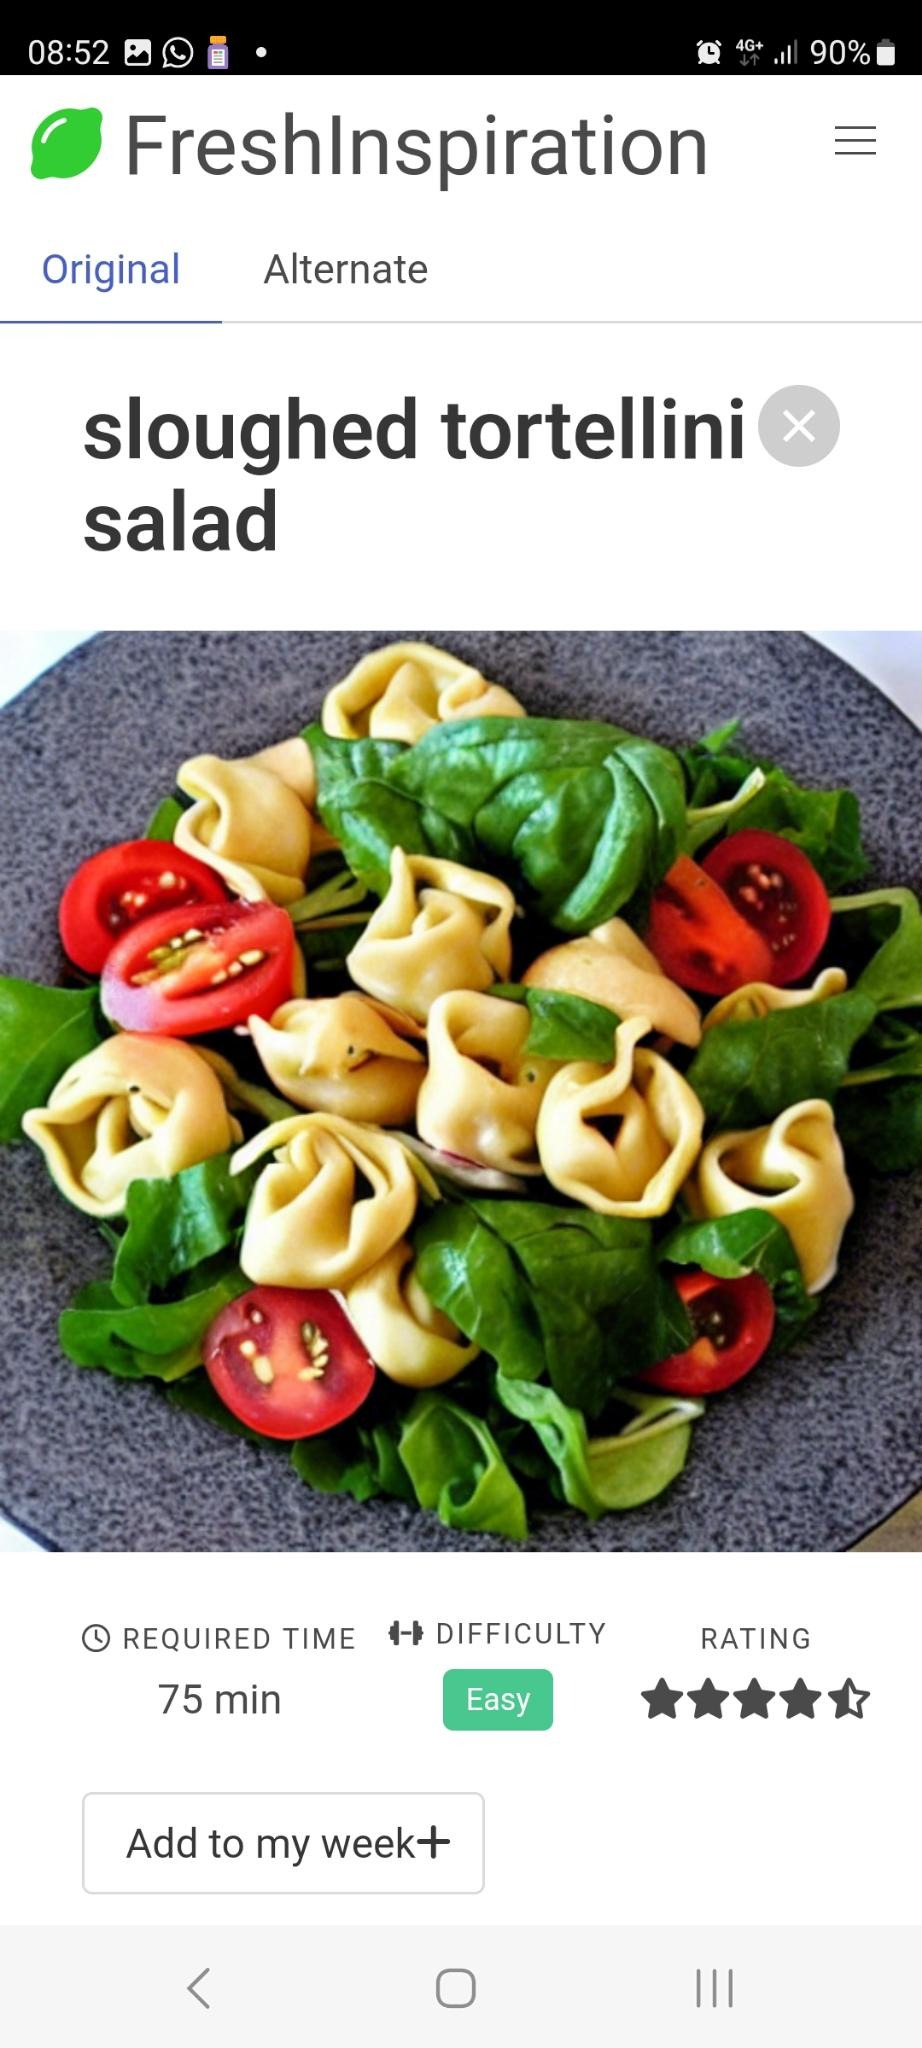 08:52
4G+
90%
FreshInspiration
Original Alternate
sloughed tortellini
salad
REQUIRED TIME DIFFICULTY RATING
75 min Easy
Add to my week+